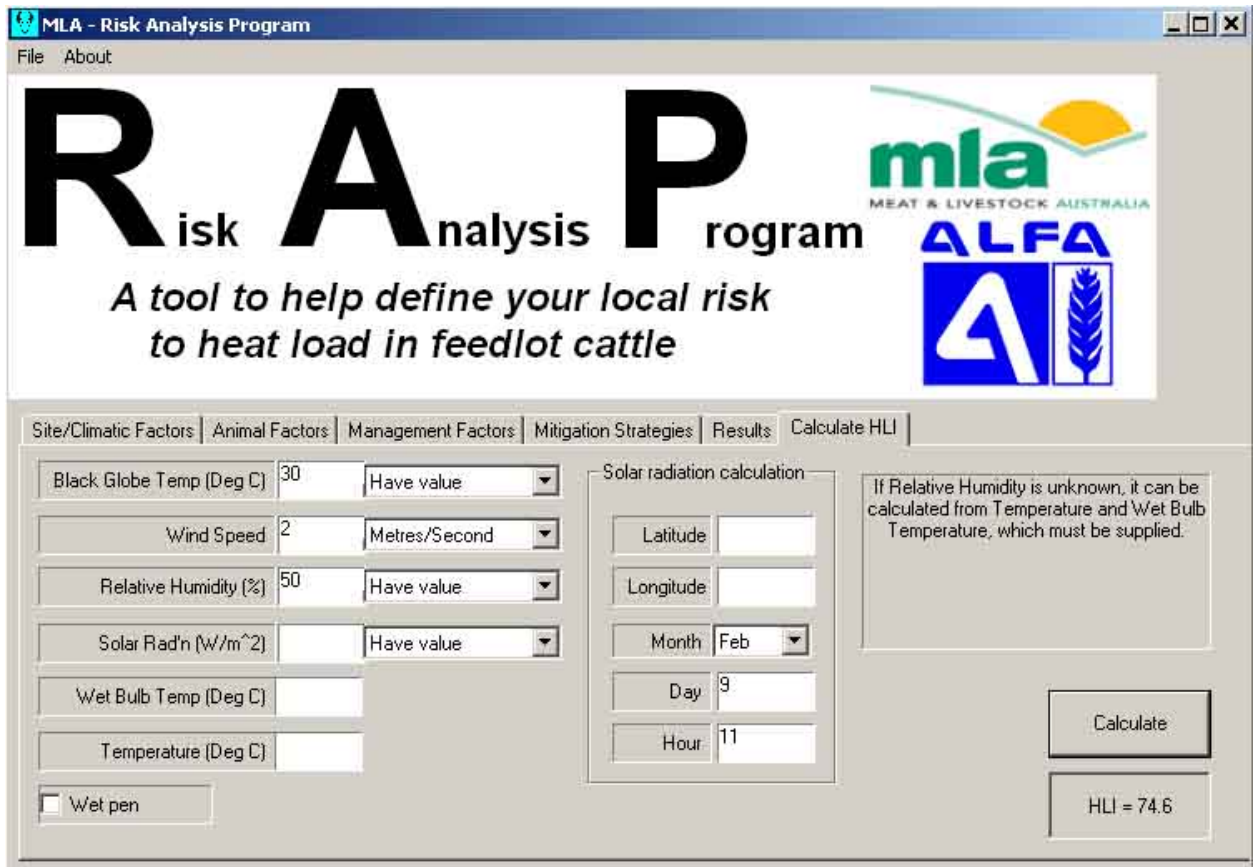 MLA - Risk Analysis Program
File About
Risk Analysis Program
A tool to help define your local risk
to heat load in feedlot cattle
mla
MEAT & LIVESTOCK AUSTRALIA
ALFA
Site/Climatic Factors Animal Factors Management Factors Mitigation Strategies Results Calculate HLI
Black Globe Temp (Deg C) 30 Have value
Wind Speed 2 Metres/Second
Relative Humidity (%) 50 Have value
Solar Rad'n (W/m^2) Have value
Wet Bulb Temp (Deg C)
Temperature (Deg C)
Wet pen
Solar radiation calculation
Latitude
Longitude
Month Feb
Day 9
Hour 11
If Relative Humidity is unknown, it can be
calculated from Temperature and Wet Bulb
Temperature, which must be supplied.
Calculate
HLI = 74.6